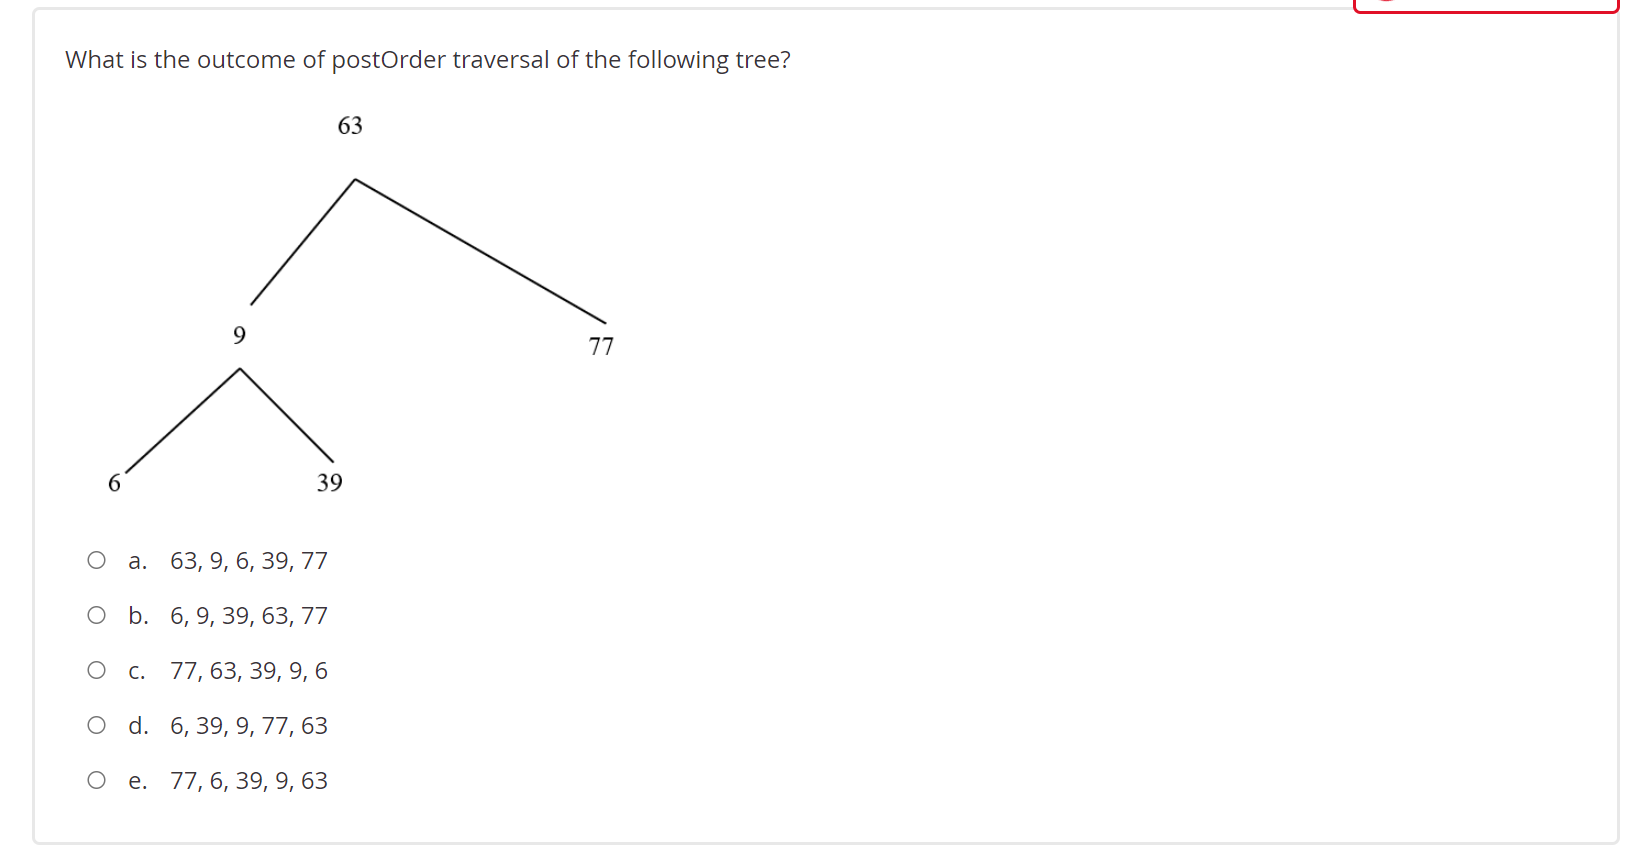 What is the outcome of postOrder traversal of the following tree?
63
9
77
6
39
a. 63, 9, 6, 39, 77
b. 6, 9, 39, 63, 77
c. 77, 63, 39, 9, 6
d. 6, 39, 9, 77, 63
e. 77, 6, 39, 9, 63